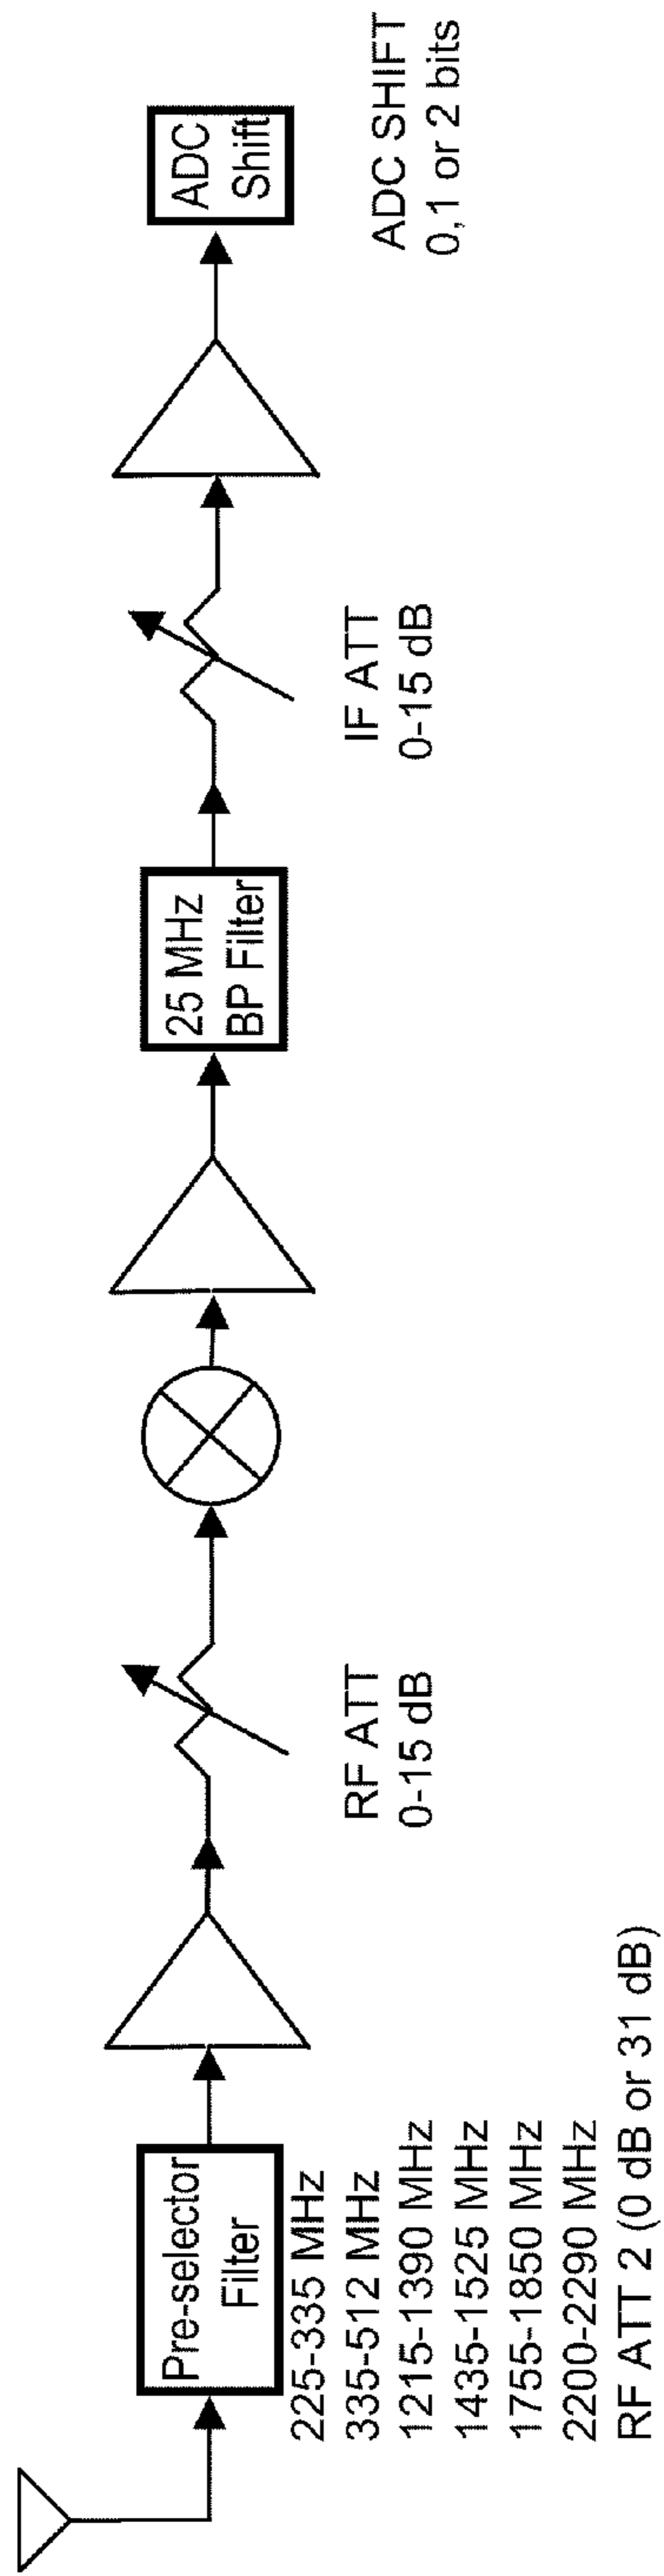 Pre-selector
Filter
225-335 MHz
335-512 MHz
1215-1390 MHz
1435-1525 MHz
1755-1850 MHz
2200-2290 MHz
RF ATT 2 (0 dB or 31 dB)
RF ATT
0-15 dB
25 MHz
BP Filter
IF ATT
0-15 dB
ADC
Shift
ADC SHIFT
0,1 or 2 bits